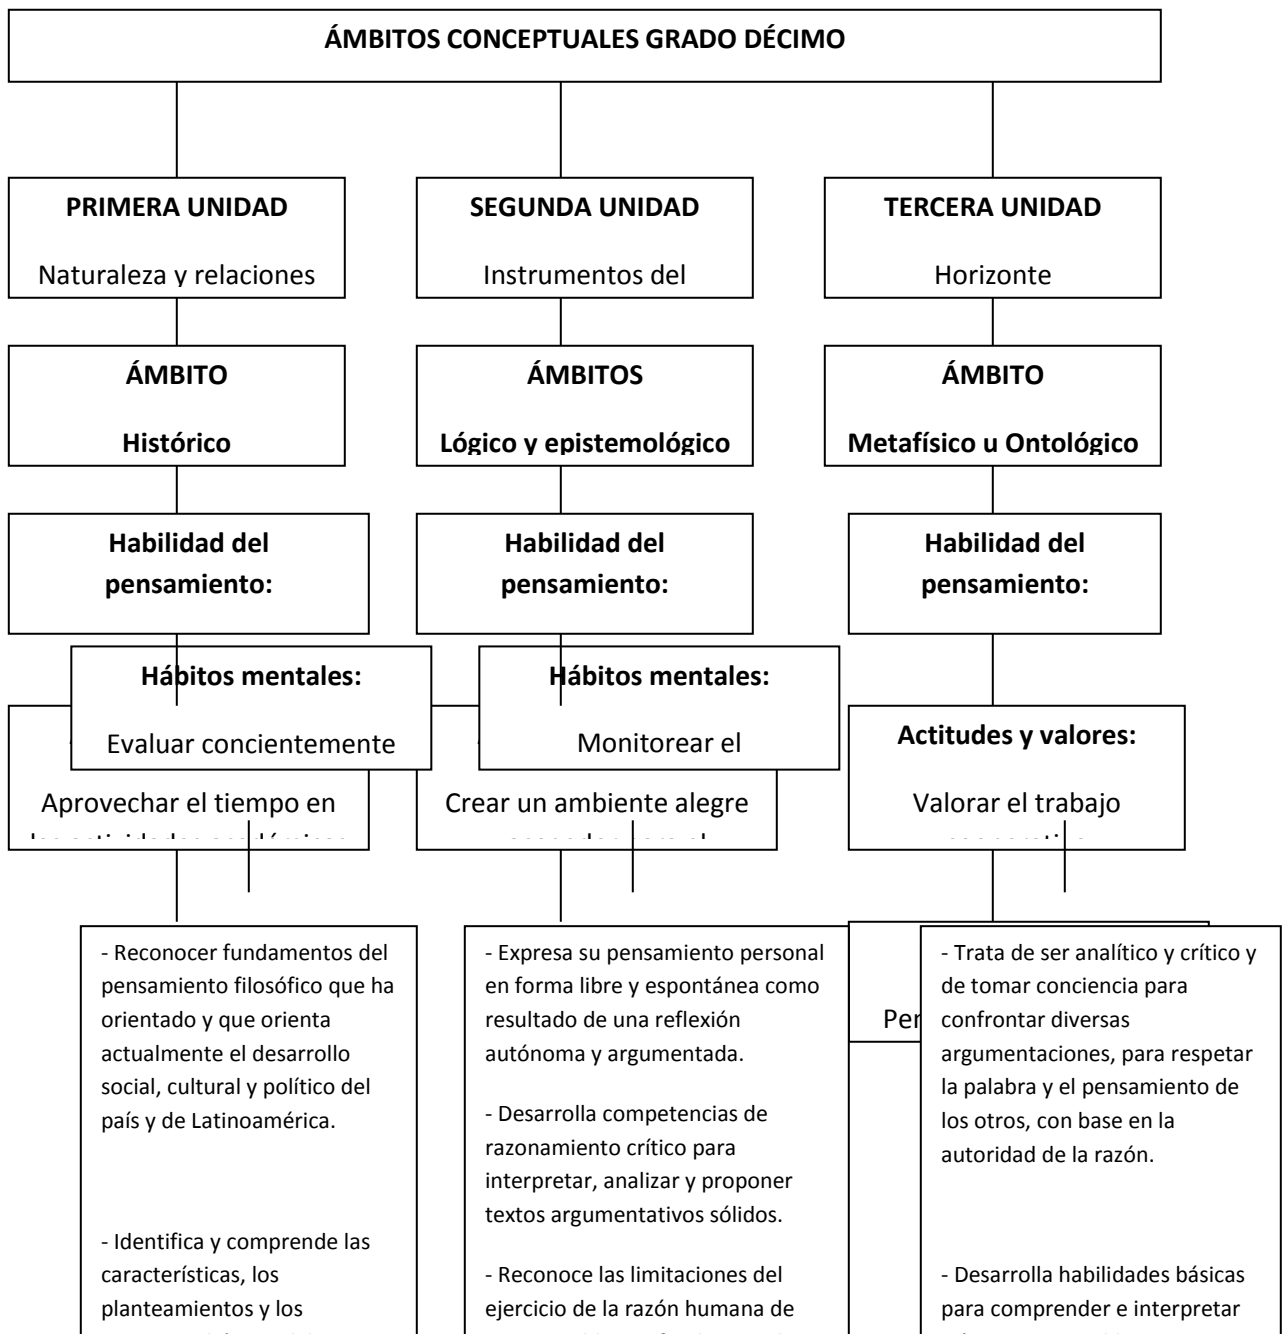 ÁMBITOS CONCEPTUALES GRADO DÉCIMO
PRIMERA UNIDAD
Naturaleza y relaciones
SEGUNDA UNIDAD
Instrumentos del
TERCERA UNIDAD
Horizonte
ÁMBITO
Histórico
ÁMBITOS
Lógico y epistemológico
ÁMBITO
Metafísico u Ontológico
Habilidad del
pensamiento:
Habilidad del
pensamiento:
Habilidad del
pensamiento:
Hábitos mentales:
Evaluar concientemente
Hábitos mentales:
Monitorear el
Actitudes y valores:
Valorar el trabajo
Aprovechar el tiempo en
Crear un ambiente alegre
- Reconocer fundamentos del
pensamiento filosófico que ha
orientado y que orienta
actualmente el desarrollo
social, cultural y político del
país y de Latinoamérica.
- Identifica y comprende las
características, los
planteamientos y los
- Expresa su pensamiento personal
en forma libre y espontánea como
resultado de una reflexión
autónoma y argumentada.
- Desarrolla competencias de
razonamiento crítico para
interpretar, analizar y proponer
textos argumentativos sólidos.
- Reconoce las limitaciones del
ejercicio de la razón humana de
- Trata de ser analítico y crítico y
de tomar conciencia para
confrontar diversas
argumentaciones, para respetar
la palabra y el pensamiento de
los otros, con base en la
autoridad de la razón.
- Desarrolla habilidades básicas
para comprender e interpretar